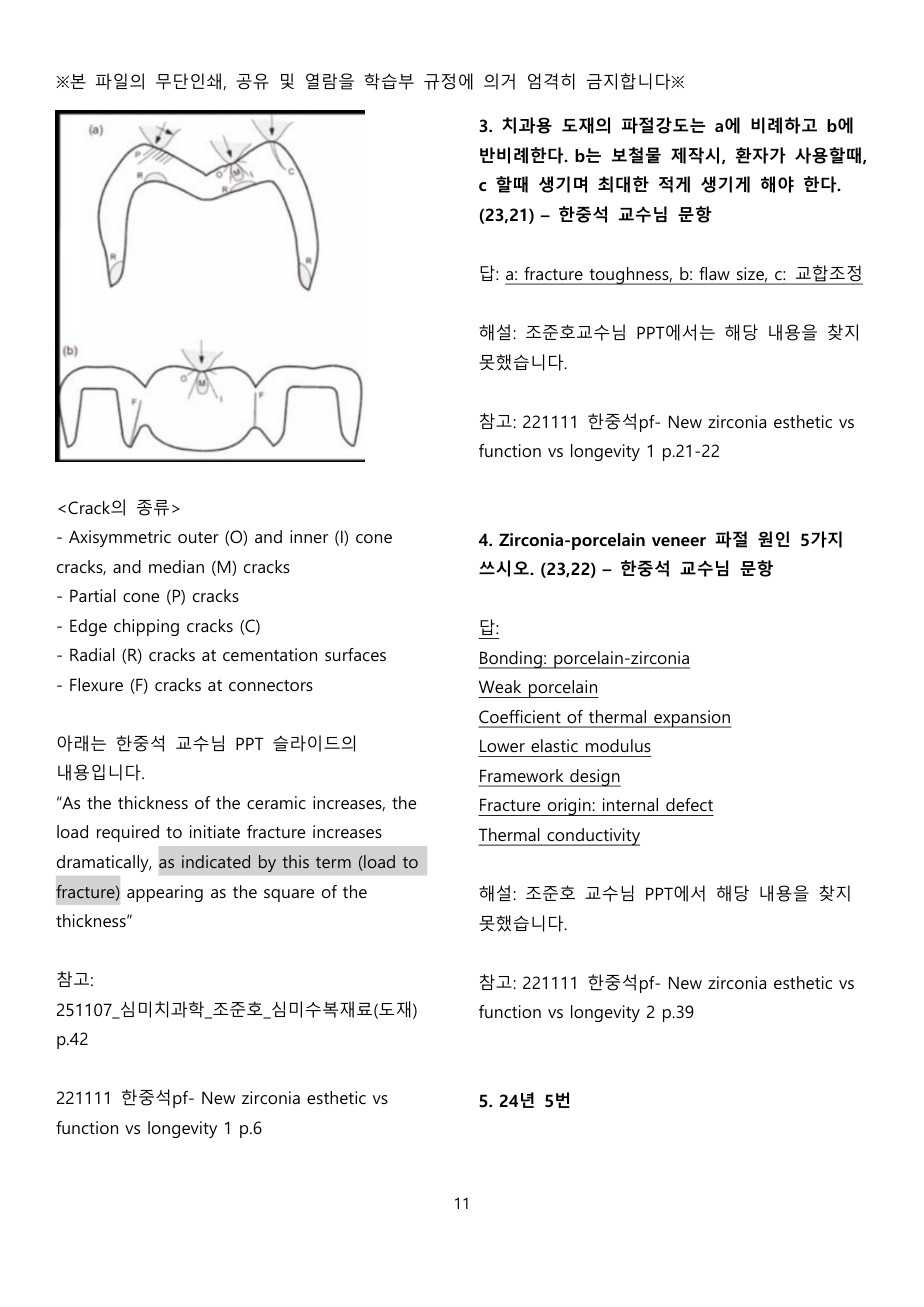 ※본 파일의 무단인쇄, 공유 및 열람을 학습부 규정에 의거 엄격히 금지합니다※
(a)
P
R
O
M
I
R
C
R
R
(b)
O
M
I
F
F
<Crack의 종류>
- Axisymmetric outer (O) and inner (I) cone
cracks, and median (M) cracks
- Partial cone (P) cracks
- Edge chipping cracks (C)
- Radial (R) cracks at cementation surfaces
- Flexure (F) cracks at connectors
아래는 한중석 교수님 PPT 슬라이드의
내용입니다.
“As the thickness of the ceramic increases, the
load required to initiate fracture increases
dramatically, as indicated by this term (load to
fracture) appearing as the square of the
thickness”
참고:
251107_심미치과학_조준호_심미수복재료(도재)
p.42
221111 한중석pf- New zirconia esthetic vs
function vs longevity 1 p.6
3. 치과용 도재의 파절강도는 a에 비례하고 b에
반비례한다. b는 보철물 제작시, 환자가 사용할때,
c 할때 생기며 최대한 적게 생기게 해야 한다.
(23,21) – 한중석 교수님 문항
답: a: fracture toughness, b: flaw size, c: 교합조정
해설: 조준호교수님 PPT에서는 해당 내용을 찾지
못했습니다.
참고: 221111 한중석pf- New zirconia esthetic vs
function vs longevity 1 p.21-22
4. Zirconia-porcelain veneer 파절 원인 5가지
쓰시오. (23,22) – 한중석 교수님 문항
답:
Bonding: porcelain-zirconia
Weak porcelain
Coefficient of thermal expansion
Lower elastic modulus
Framework design
Fracture origin: internal defect
Thermal conductivity
해설: 조준호 교수님 PPT에서 해당 내용을 찾지
못했습니다.
참고: 221111 한중석pf- New zirconia esthetic vs
function vs longevity 2 p.39
5. 24년 5번
11